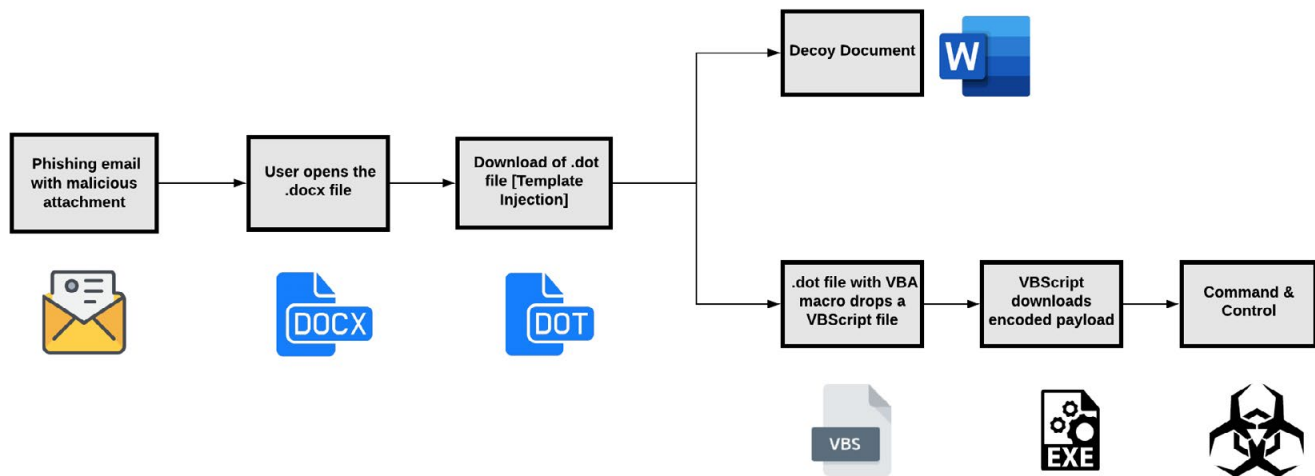 Phishing email
with malicious
attachment
User opens the
.docx file
Download of .dot
file [Template
Injection]
Decoy Document
W
DOCX
DOT
.dot file with VBA
macro drops a
VBScript file
VBScript
downloads
encoded payload
Command &
Control
VBS
EXE